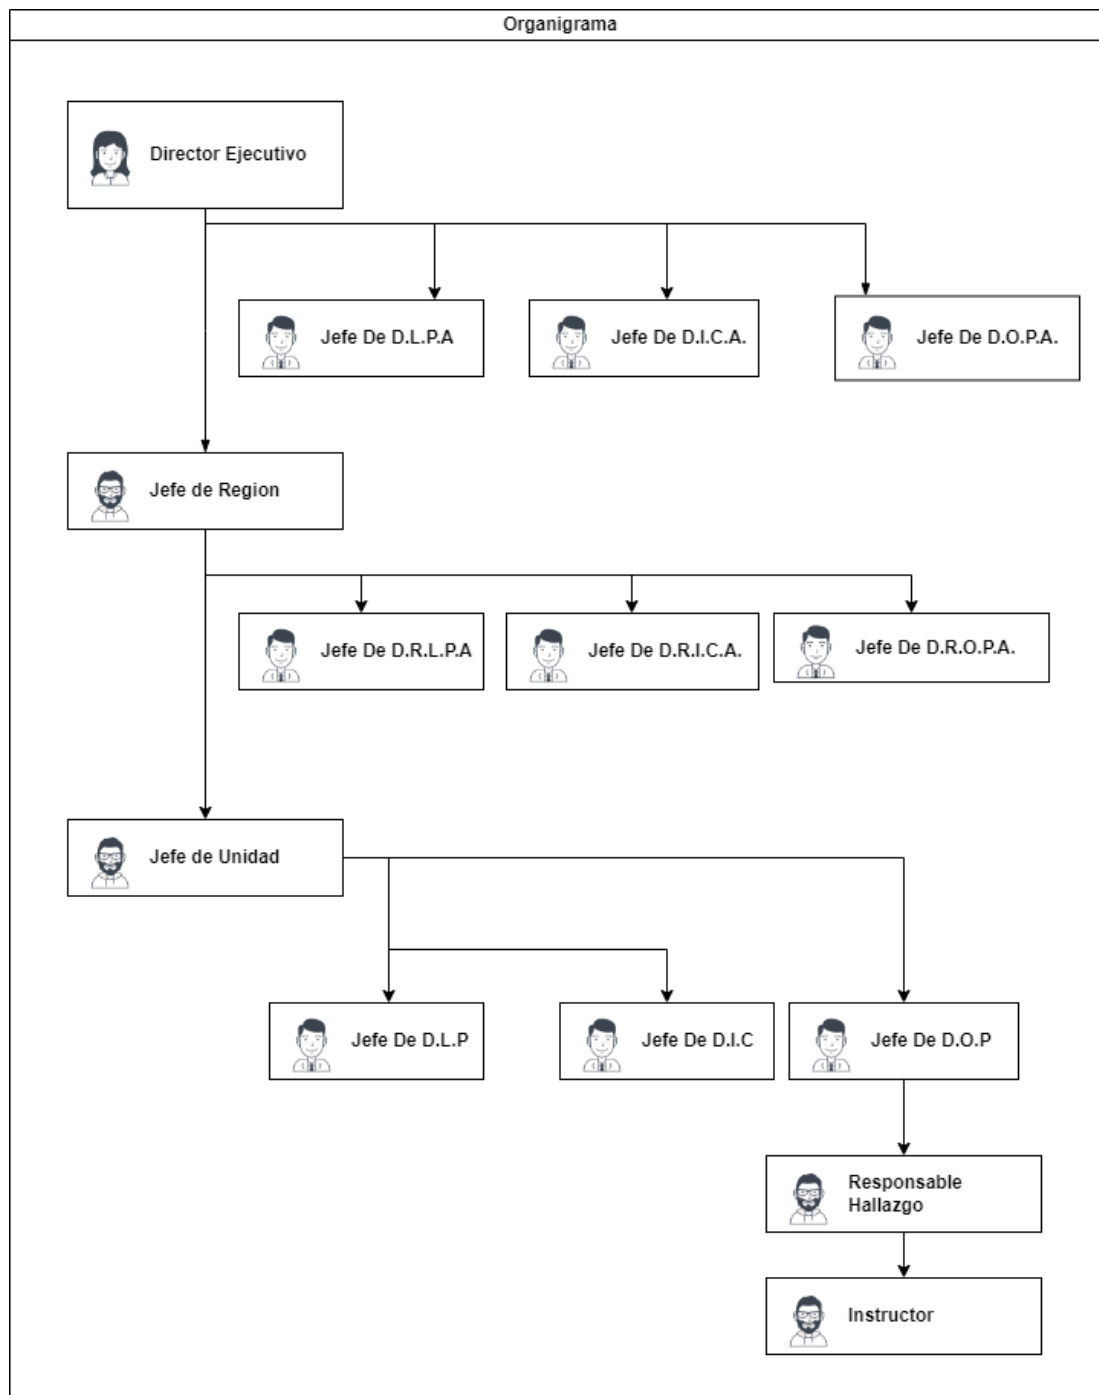 Organigrama
Director Ejecutivo
Jefe De D.L.P.A
Jefe De D.I.C.A.
Jefe De D.O.P.A.
Jefe de Region
Jefe De D.R.L.P.A
Jefe De D.R.I.C.A.
Jefe De D.R.O.P.A.
Jefe de Unidad
Jefe De D.L.P
Jefe De D.I.C
Jefe De D.O.P
Responsable
Hallazgo
Instructor